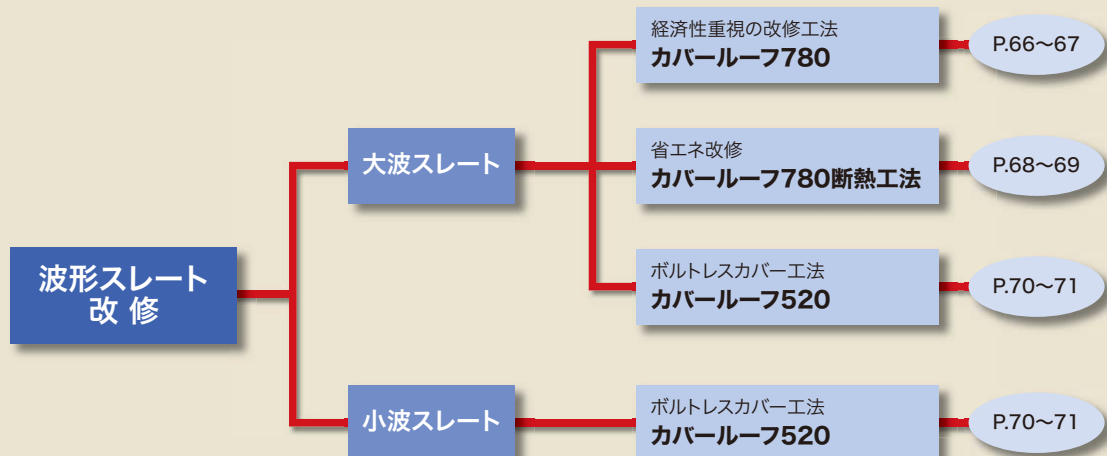 経済性重視の改修工法
カバールーフ780
P.66〜67
大波スレート
省エネ改修
カバールーフ780断熱工法
P.68〜69
波形スレート
改 修
ボルトレスカバー工法
カバールーフ520
P.70〜71
小波スレート
ボルトレスカバー工法
カバールーフ520
P.70〜71